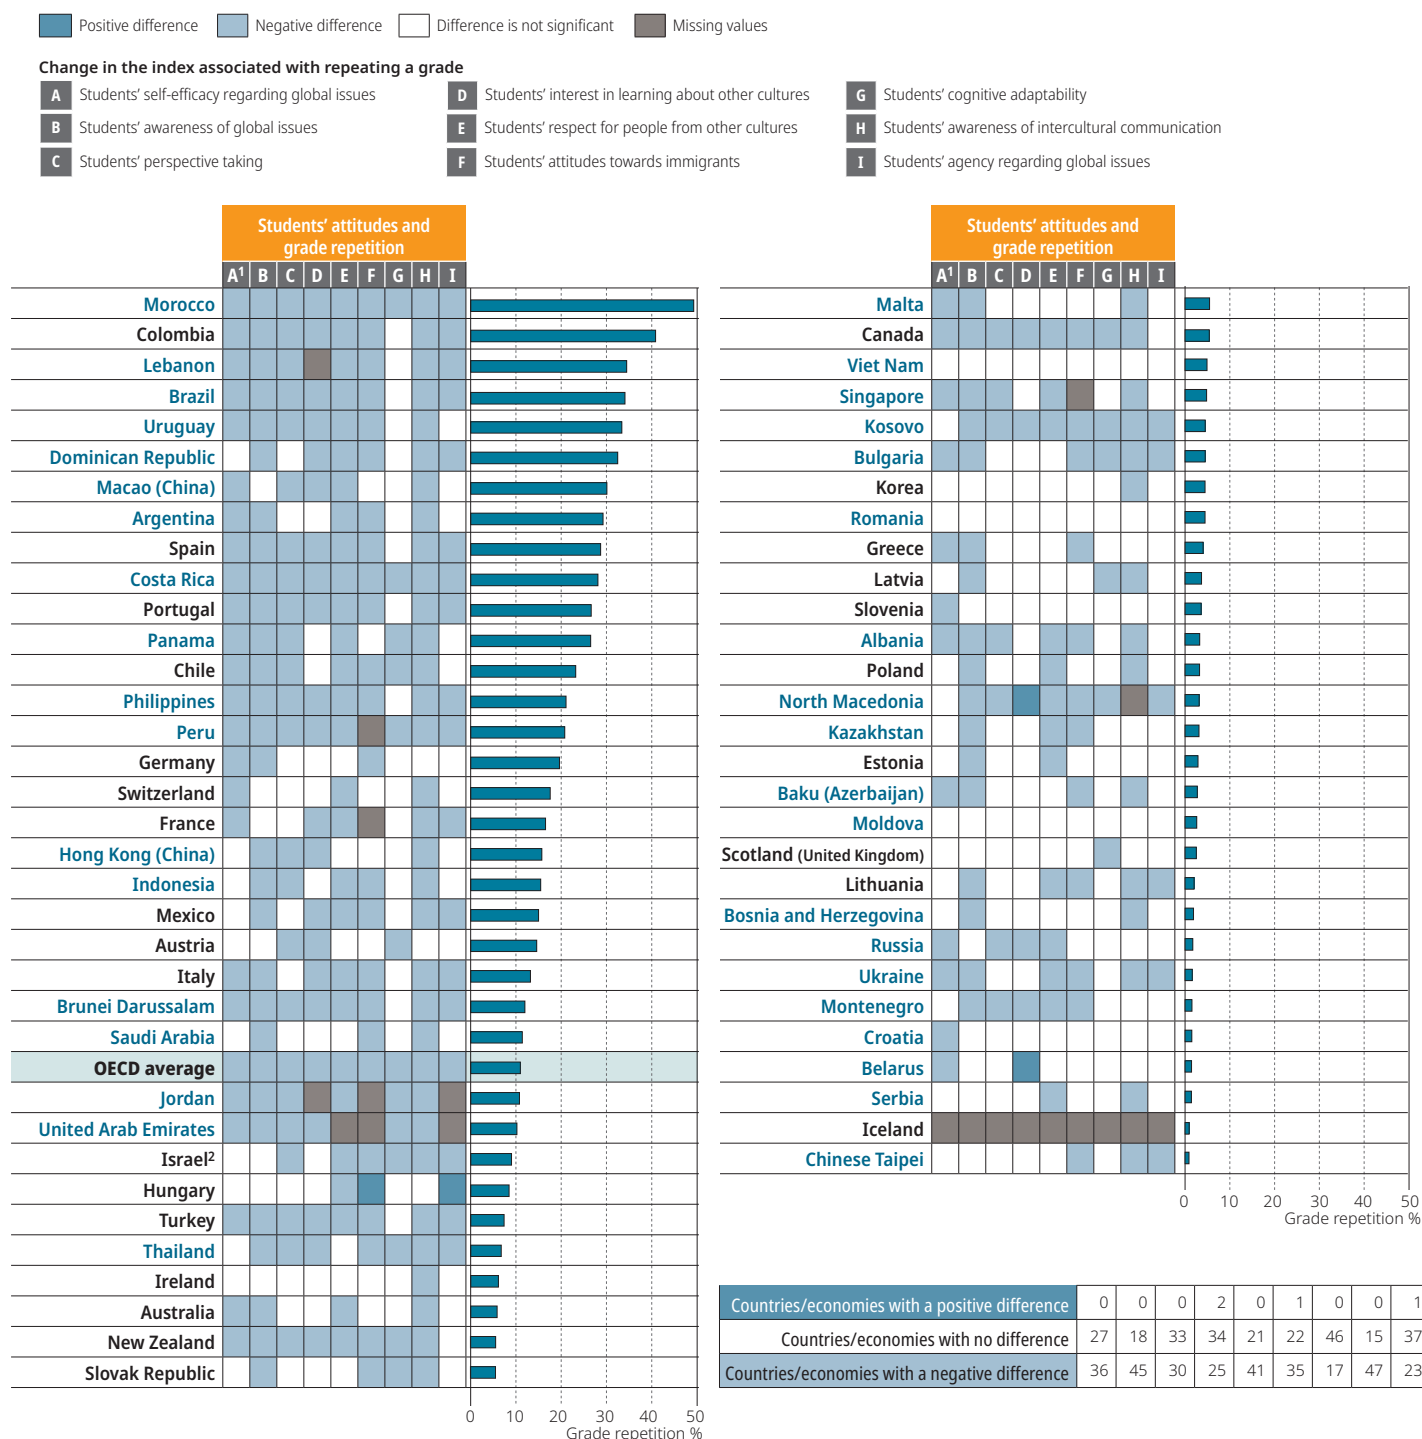 Positive difference Negative difference Difference is not significant Missing values
Change in the index associated with repeating a grade
A Students’ self-efficacy regarding global issues
B Students’ awareness of global issues
C Students’ perspective taking
D Students’ interest in learning about other cultures
E Students’ respect for people from other cultures
F Students’ attitudes towards immigrants
G Students’ cognitive adaptability
H Students’ awareness of intercultural communication
I Students’ agency regarding global issues
Students’ attitudes and
grade repetition
A¹ B C D E F G H I
Morocco
Colombia
Lebanon
Brazil
Uruguay
Dominican Republic
Macao (China)
Argentina
Spain
Costa Rica
Portugal
Panama
Chile
Philippines
Peru
Germany
Switzerland
France
Hong Kong (China)
Indonesia
Mexico
Austria
Italy
Brunei Darussalam
Saudi Arabia
OECD average
Jordan
United Arab Emirates
Israel²
Hungary
Turkey
Thailand
Ireland
Australia
New Zealand
Slovak Republic
0 10 20 30 40 50
Grade repetition %
Students’ attitudes and
grade repetition
A¹ B C D E F G H I
Malta
Canada
Viet Nam
Singapore
Kosovo
Bulgaria
Korea
Romania
Greece
Latvia
Slovenia
Albania
Poland
North Macedonia
Kazakhstan
Estonia
Baku (Azerbaijan)
Moldova
Scotland (United Kingdom)
Lithuania
Bosnia and Herzegovina
Russia
Ukraine
Montenegro
Croatia
Belarus
Serbia
Iceland
Chinese Taipei
0 10 20 30 40 50
Grade repetition %
Countries/economies with a positive difference 0 0 0 2 0 1 0 0 1
Countries/economies with no difference 27 18 33 34 21 22 46 15 37
Countries/economies with a negative difference 36 45 30 25 41 35 17 47 23